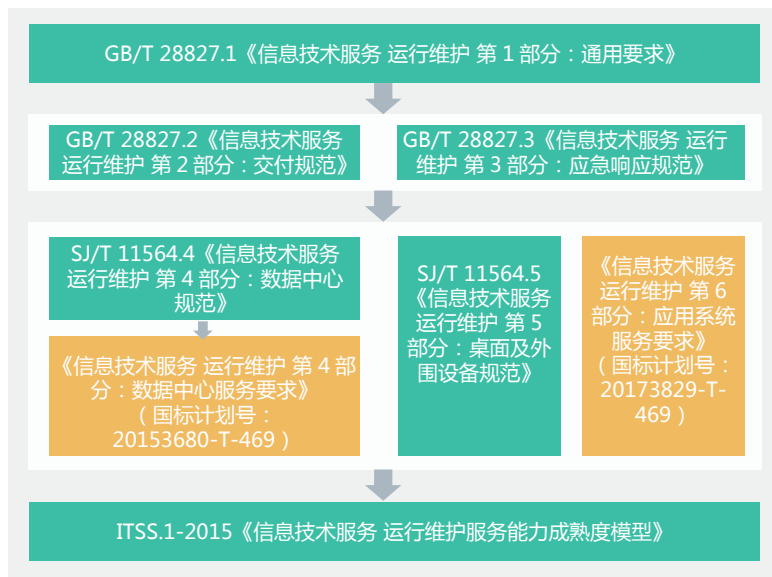 GB/T 28827.1《信息技术服务 运行维护 第1部分：通用要求》
GB/T 28827.2《信息技术服务
运行维护 第2部分：交付规范》
GB/T 28827.3《信息技术服务 运行
维护 第3部分：应急响应规范》
SJ/T 11564.4《信息技术服务
运行维护 第4部分：数据中心
规范》
《信息技术服务 运行维护 第4部
分：数据中心服务要求》
（国标计划号：
20153680-T-469）
SJ/T 11564.5
《信息技术服务
运行维护 第5
部分：桌面及外
围设备规范》
《信息技术服务
运行维护 第6
部分：应用系统
服务要求》
（国标计划号：
20173829-T-
469）
ITSS.1-2015《信息技术服务 运行维护服务能力成熟度模型》